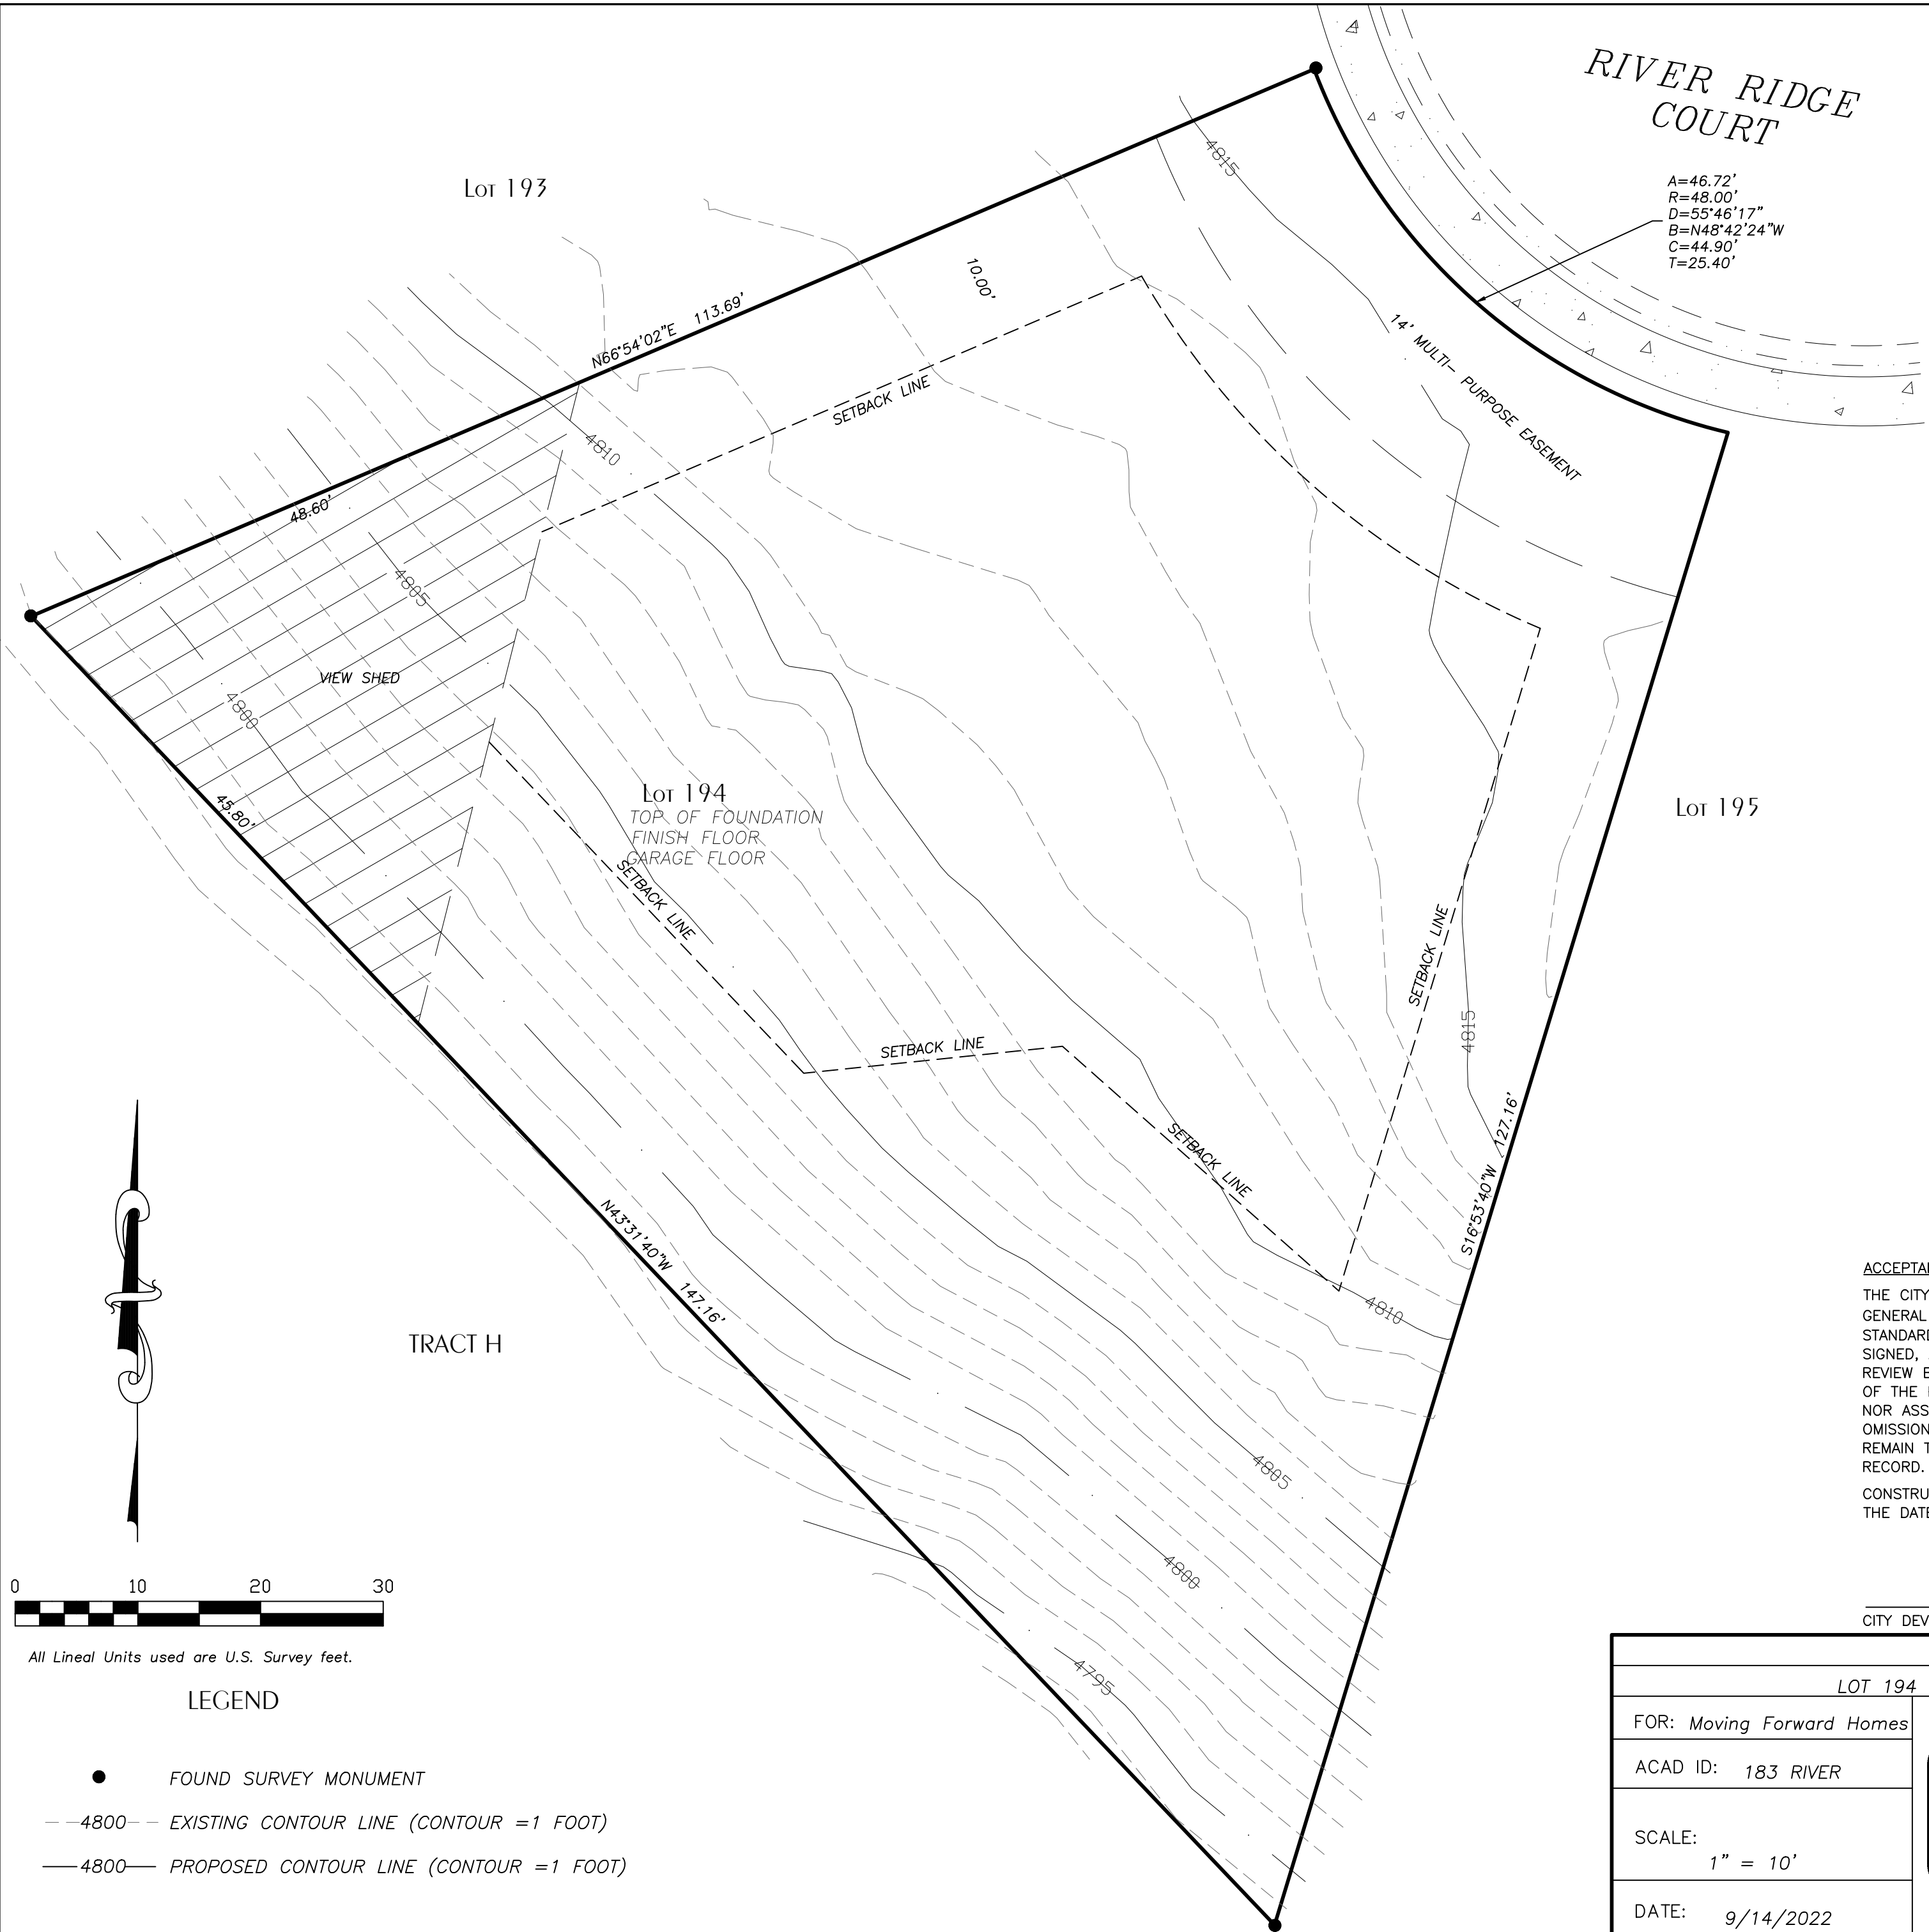 RIVER RIDGE
COURT
A=46.72'
R=48.00'
D=55°46'17"
B=N48°42'24"W
C=44.90'
T=25.40'
Lot 193
4815
10.00'
N66°54'02"E 113.69'
14' MULTI- PURPOSE EASEMENT
SETBACK LINE
4810
48.60'
4805
VIEW SHED
4800
45.80'
Lot 194
TOP OF FOUNDATION
FINISH FLOOR
GARAGE FLOOR
SETBACK LINE
Lot 195
SETBACK LINE
4815
SETBACK LINE
SETBACK LINE
S16°53'40"W 127.16'
N43°31'40"W 147.16'
4810
TRACT H
4805
4800
4795
0 10 20 30
All Lineal Units used are U.S. Survey feet.
LEGEND
FOUND SURVEY MONUMENT
4800 EXISTING CONTOUR LINE (CONTOUR =1 FOOT)
4800 PROPOSED CONTOUR LINE (CONTOUR =1 FOOT)
THE CITY
GENERAL
SIGNED,
REVIEW
OF THE
NOR
REMAIN
RECORD.
CITY
LOT 194
FOR: Moving Forward Homes
ACAD ID: 183 RIVER
SCALE:
1" = 10'
DATE: 9/14/2022